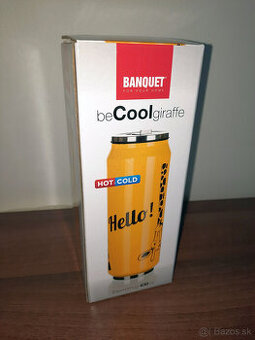 BANQUET
FOR YOUR HOME
beCoolgiraffe
HOT COLD
Hello!
Bazos.sk